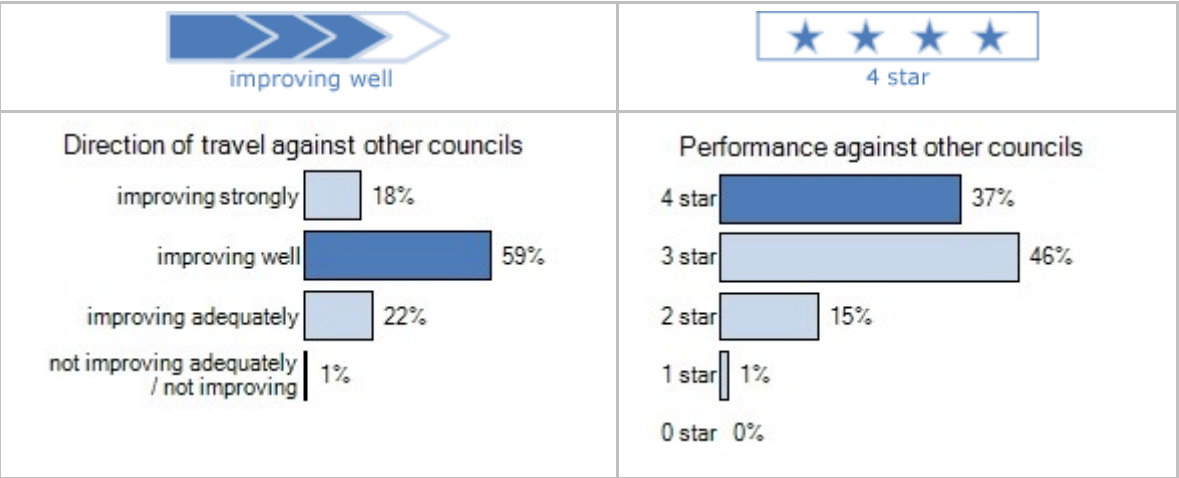 improving well
4 star
Direction of travel against other councils
improving strongly 18%
improving well 59%
improving adequately 22%
not improving adequately
/ not improving 1%
Performance against other councils
4 star 37%
3 star 46%
2 star 15%
1 star 1%
0 star 0%